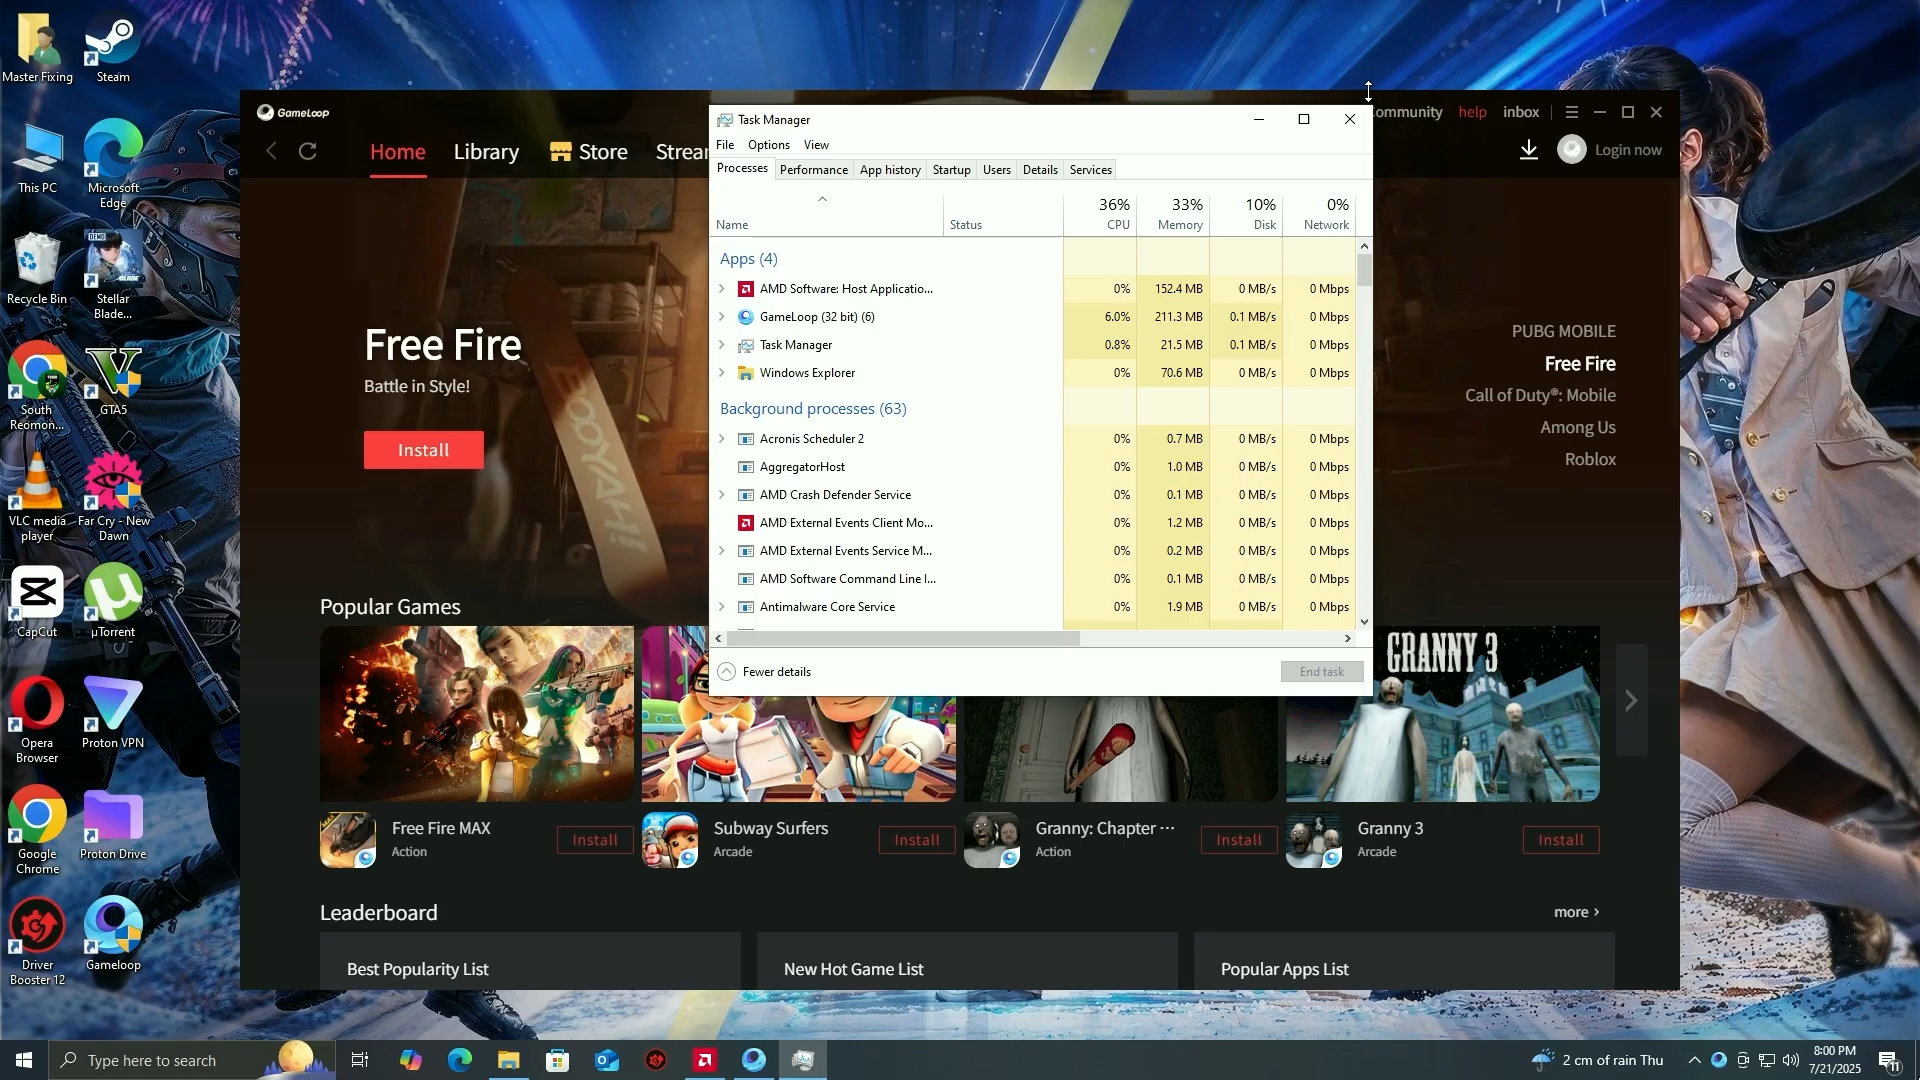 Master Fixing
Steam
This PC
Microsoft
Edge
Recycle Bin
DEMO
Stellar
Blade...
South
Reomon...
GTA5
VLC media
player
Far Cry - New
Dawn
CapCut
µTorrent
Opera
Browser
Proton VPN
Google
Chrome
Proton Drive
Driver
Booster 12
Gameloop
GameLoop
Home
Library
Store
Community
help
inbox
Login now
Free Fire
Battle in Style!
Install
PUBG MOBILE
Free Fire
Call of Duty®: Mobile
Among Us
Roblox
Task Manager
File Options View
Processes Performance App history Startup Users Details Services
36% 33% 10% 0%
Name Status CPU Memory Disk Network
Apps (4)
AMD Software: Host Applicatio... 0% 152.4 MB 0 MB/s 0 Mbps
GameLoop (32 bit) (6) 6.0% 211.3 MB 0.1 MB/s 0 Mbps
Task Manager 0.8% 21.5 MB 0.1 MB/s 0 Mbps
Windows Explorer 0% 70.6 MB 0 MB/s 0 Mbps
Background processes (63)
Acronis Scheduler 2 0% 0.7 MB 0 MB/s 0 Mbps
AggregatorHost 0% 1.0 MB 0 MB/s 0 Mbps
AMD Crash Defender Service 0% 0.1 MB 0 MB/s 0 Mbps
AMD External Events Client Mo... 0% 1.2 MB 0 MB/s 0 Mbps
AMD External Events Service M... 0% 0.2 MB 0 MB/s 0 Mbps
AMD Software Command Line I... 0% 0.1 MB 0 MB/s 0 Mbps
Antimalware Core Service 0% 1.9 MB 0 MB/s 0 Mbps
Fewer details
End task
Popular Games
GRANNY 3
Free Fire MAX
Action
Install
Subway Surfers
Arcade
Install
Granny: Chapter ···
Action
Install
Granny 3
Arcade
Install
Leaderboard
more ›
Best Popularity List
New Hot Game List
Popular Apps List
Type here to search
2 cm of rain Thu
8:00 PM
7/21/2025
11